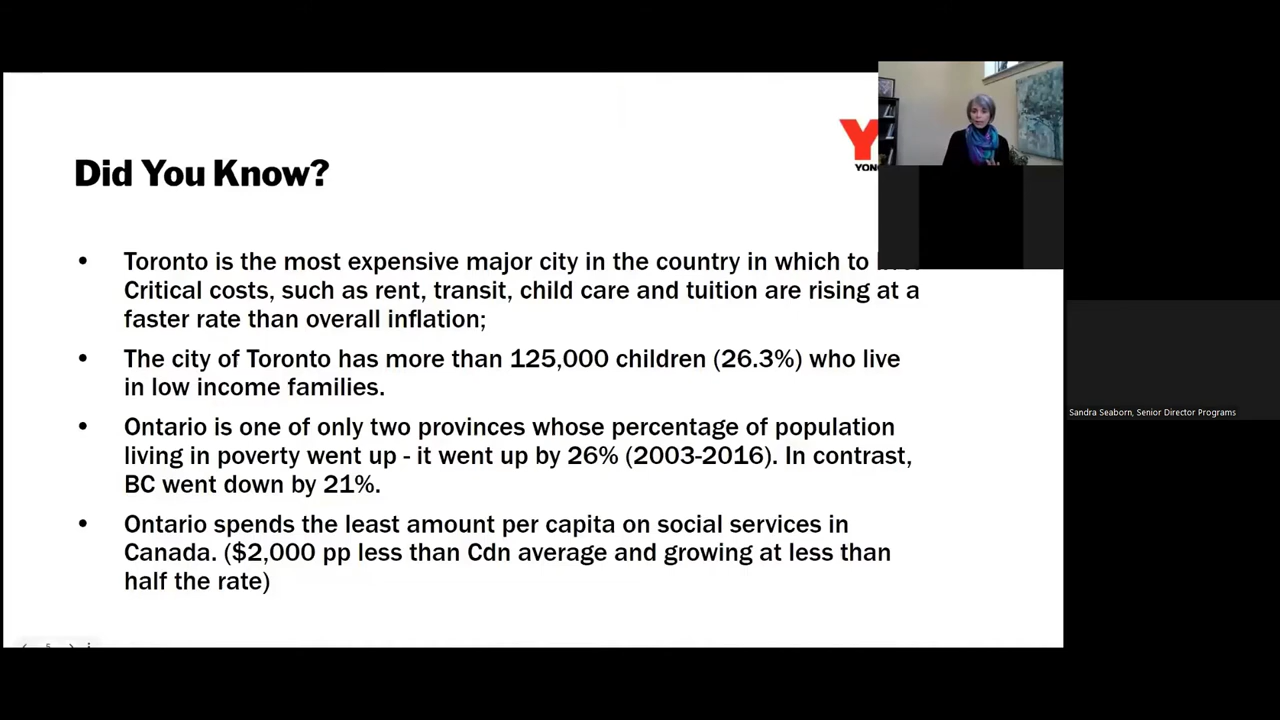 Did You Know?
Y
YON
• Toronto is the most expensive major city in the country in which to
Critical costs, such as rent, transit, child care and tuition are rising at a
faster rate than overall inflation;
• The city of Toronto has more than 125,000 children (26.3%) who live
in low income families.
• Ontario is one of only two provinces whose percentage of population
living in poverty went up - it went up by 26% (2003-2016). In contrast,
BC went down by 21%.
• Ontario spends the least amount per capita on social services in
Canada. ($2,000 pp less than Cdn average and growing at less than
half the rate)
5
Sandra Seaborn, Senior Director Programs